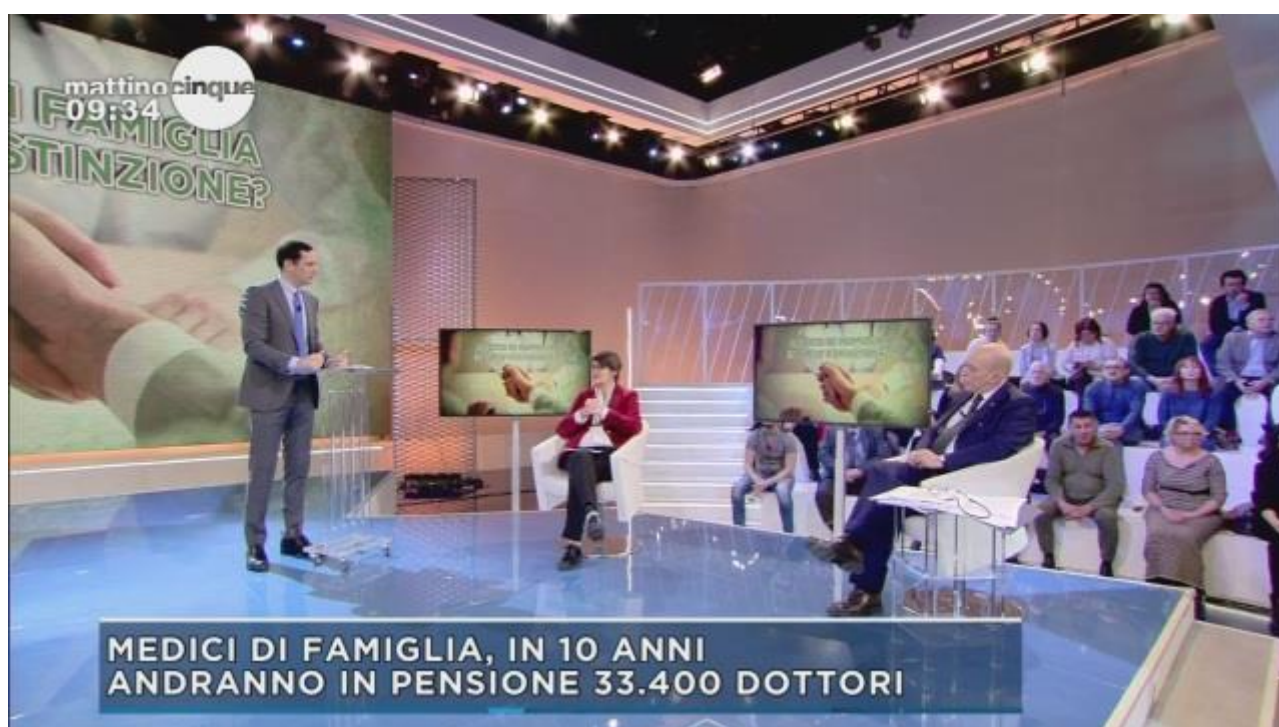 mattino cinque
09:34
I FAMIGLIA
STINZIONE?
MEDICI DI FAMIGLIA, IN 10 ANNI
ANDRANNO IN PENSIONE 33.400 DOTTORI